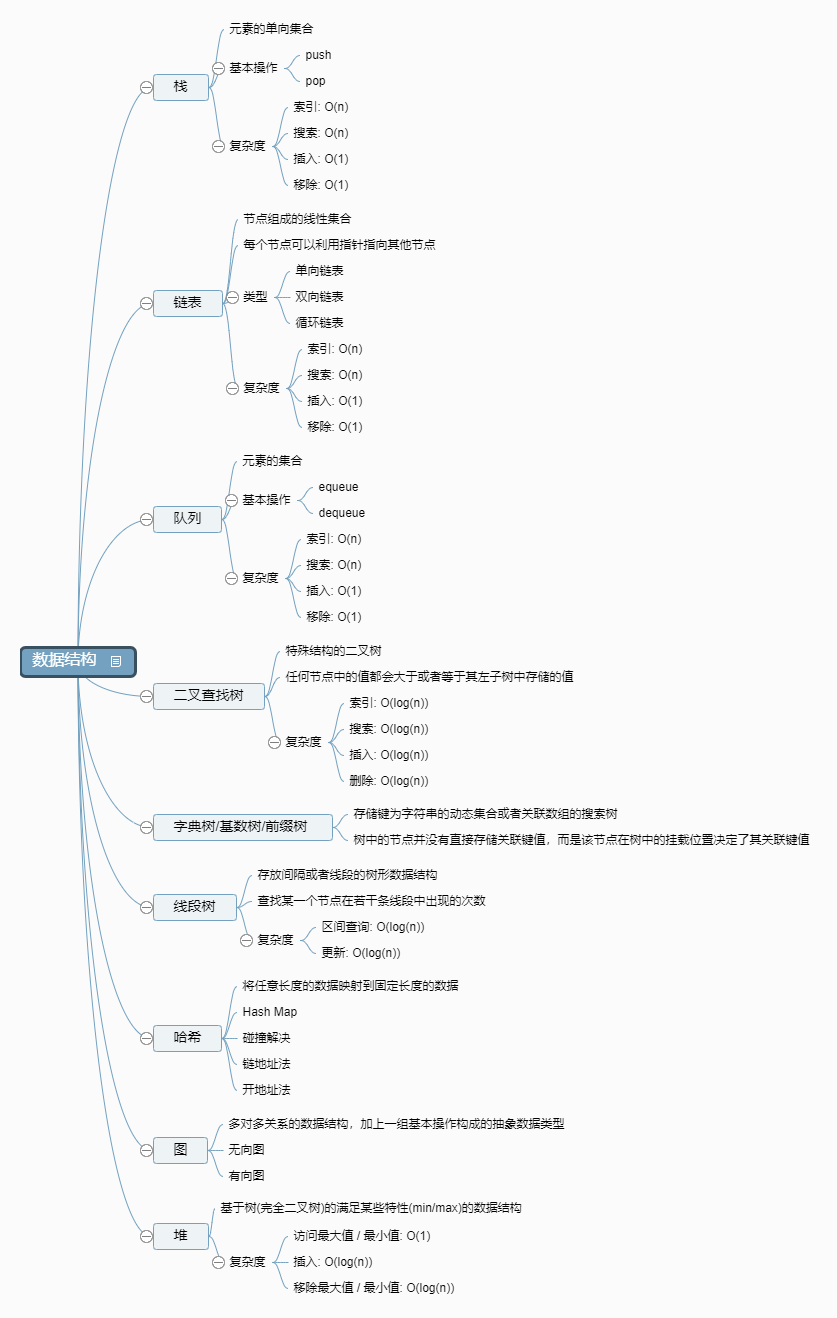 元素的单向集合
push
基本操作
pop
栈
索引: O(n)
搜索: O(n)
复杂度
插入: O(1)
移除: O(1)
节点组成的线性集合
每个节点可以利用指针指向其他节点
单向链表
链表
类型
双向链表
循环链表
索引: O(n)
搜索: O(n)
复杂度
插入: O(1)
移除: O(1)
元素的集合
equeue
基本操作
dequeue
队列
索引: O(n)
搜索: O(n)
复杂度
插入: O(1)
移除: O(1)
数据结构
特殊结构的二叉树
任何节点中的值都会大于或者等于其左子树中存储的值
二叉查找树
索引: O(log(n))
搜索: O(log(n))
复杂度
插入: O(log(n))
删除: O(log(n))
字典树/基数树/前缀树
存储键为字符串的动态集合或者关联数组的搜索树
树中的节点并没有直接存储关联键值，而是该节点在树中的挂载位置决定了其关联键值
存放间隔或者线段的树形数据结构
线段树
查找某一个节点在若干条线段中出现的次数
区间查询: O(log(n))
复杂度
更新: O(log(n))
将任意长度的数据映射到固定长度的数据
Hash Map
哈希
碰撞解决
链地址法
开地址法
多对多关系的数据结构，加上一组基本操作构成的抽象数据类型
图
无向图
有向图
基于树(完全二叉树)的满足某些特性(min/max)的数据结构
堆
访问最大值 / 最小值: O(1)
复杂度
插入: O(log(n))
移除最大值 / 最小值: O(log(n))